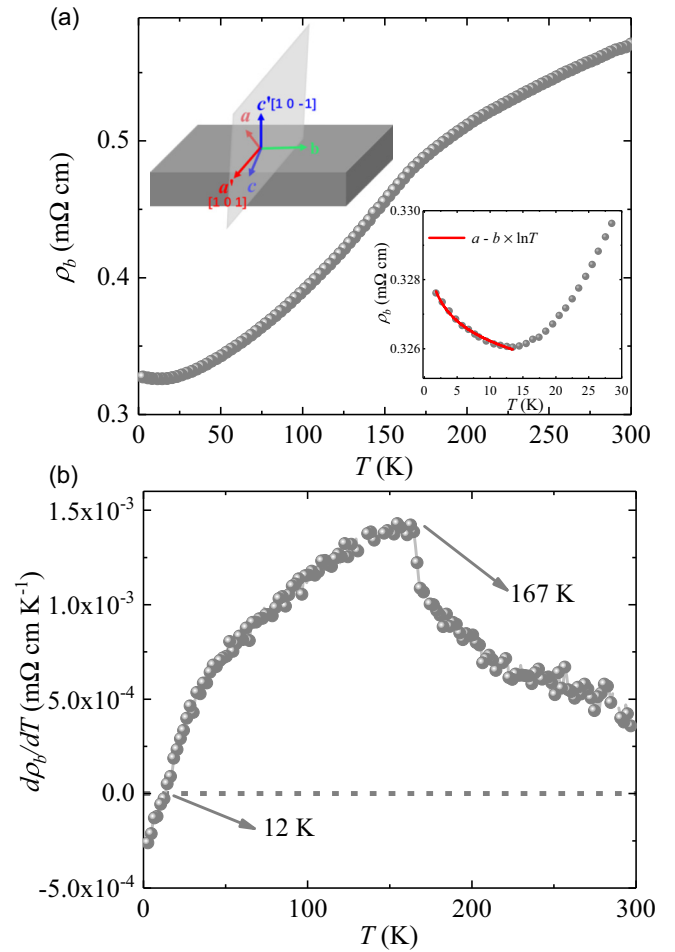 (a)
0.5
0.4
0.3
ρb (mΩ cm)
0 50 100 150 200 250 300
T (K)
a c' [1 0 -1]
b
a' c
[1 0 1]
0.330
0.328
0.326
ρb (mΩ cm)
a - b × lnT
0 5 10 15 20 25 30
T (K)
(b)
1.5x10⁻³
1.0x10⁻³
5.0x10⁻⁴
0.0
-5.0x10⁻⁴
dρb/dT (mΩ cm K⁻¹)
167 K
12 K
0 100 200 300
T (K)